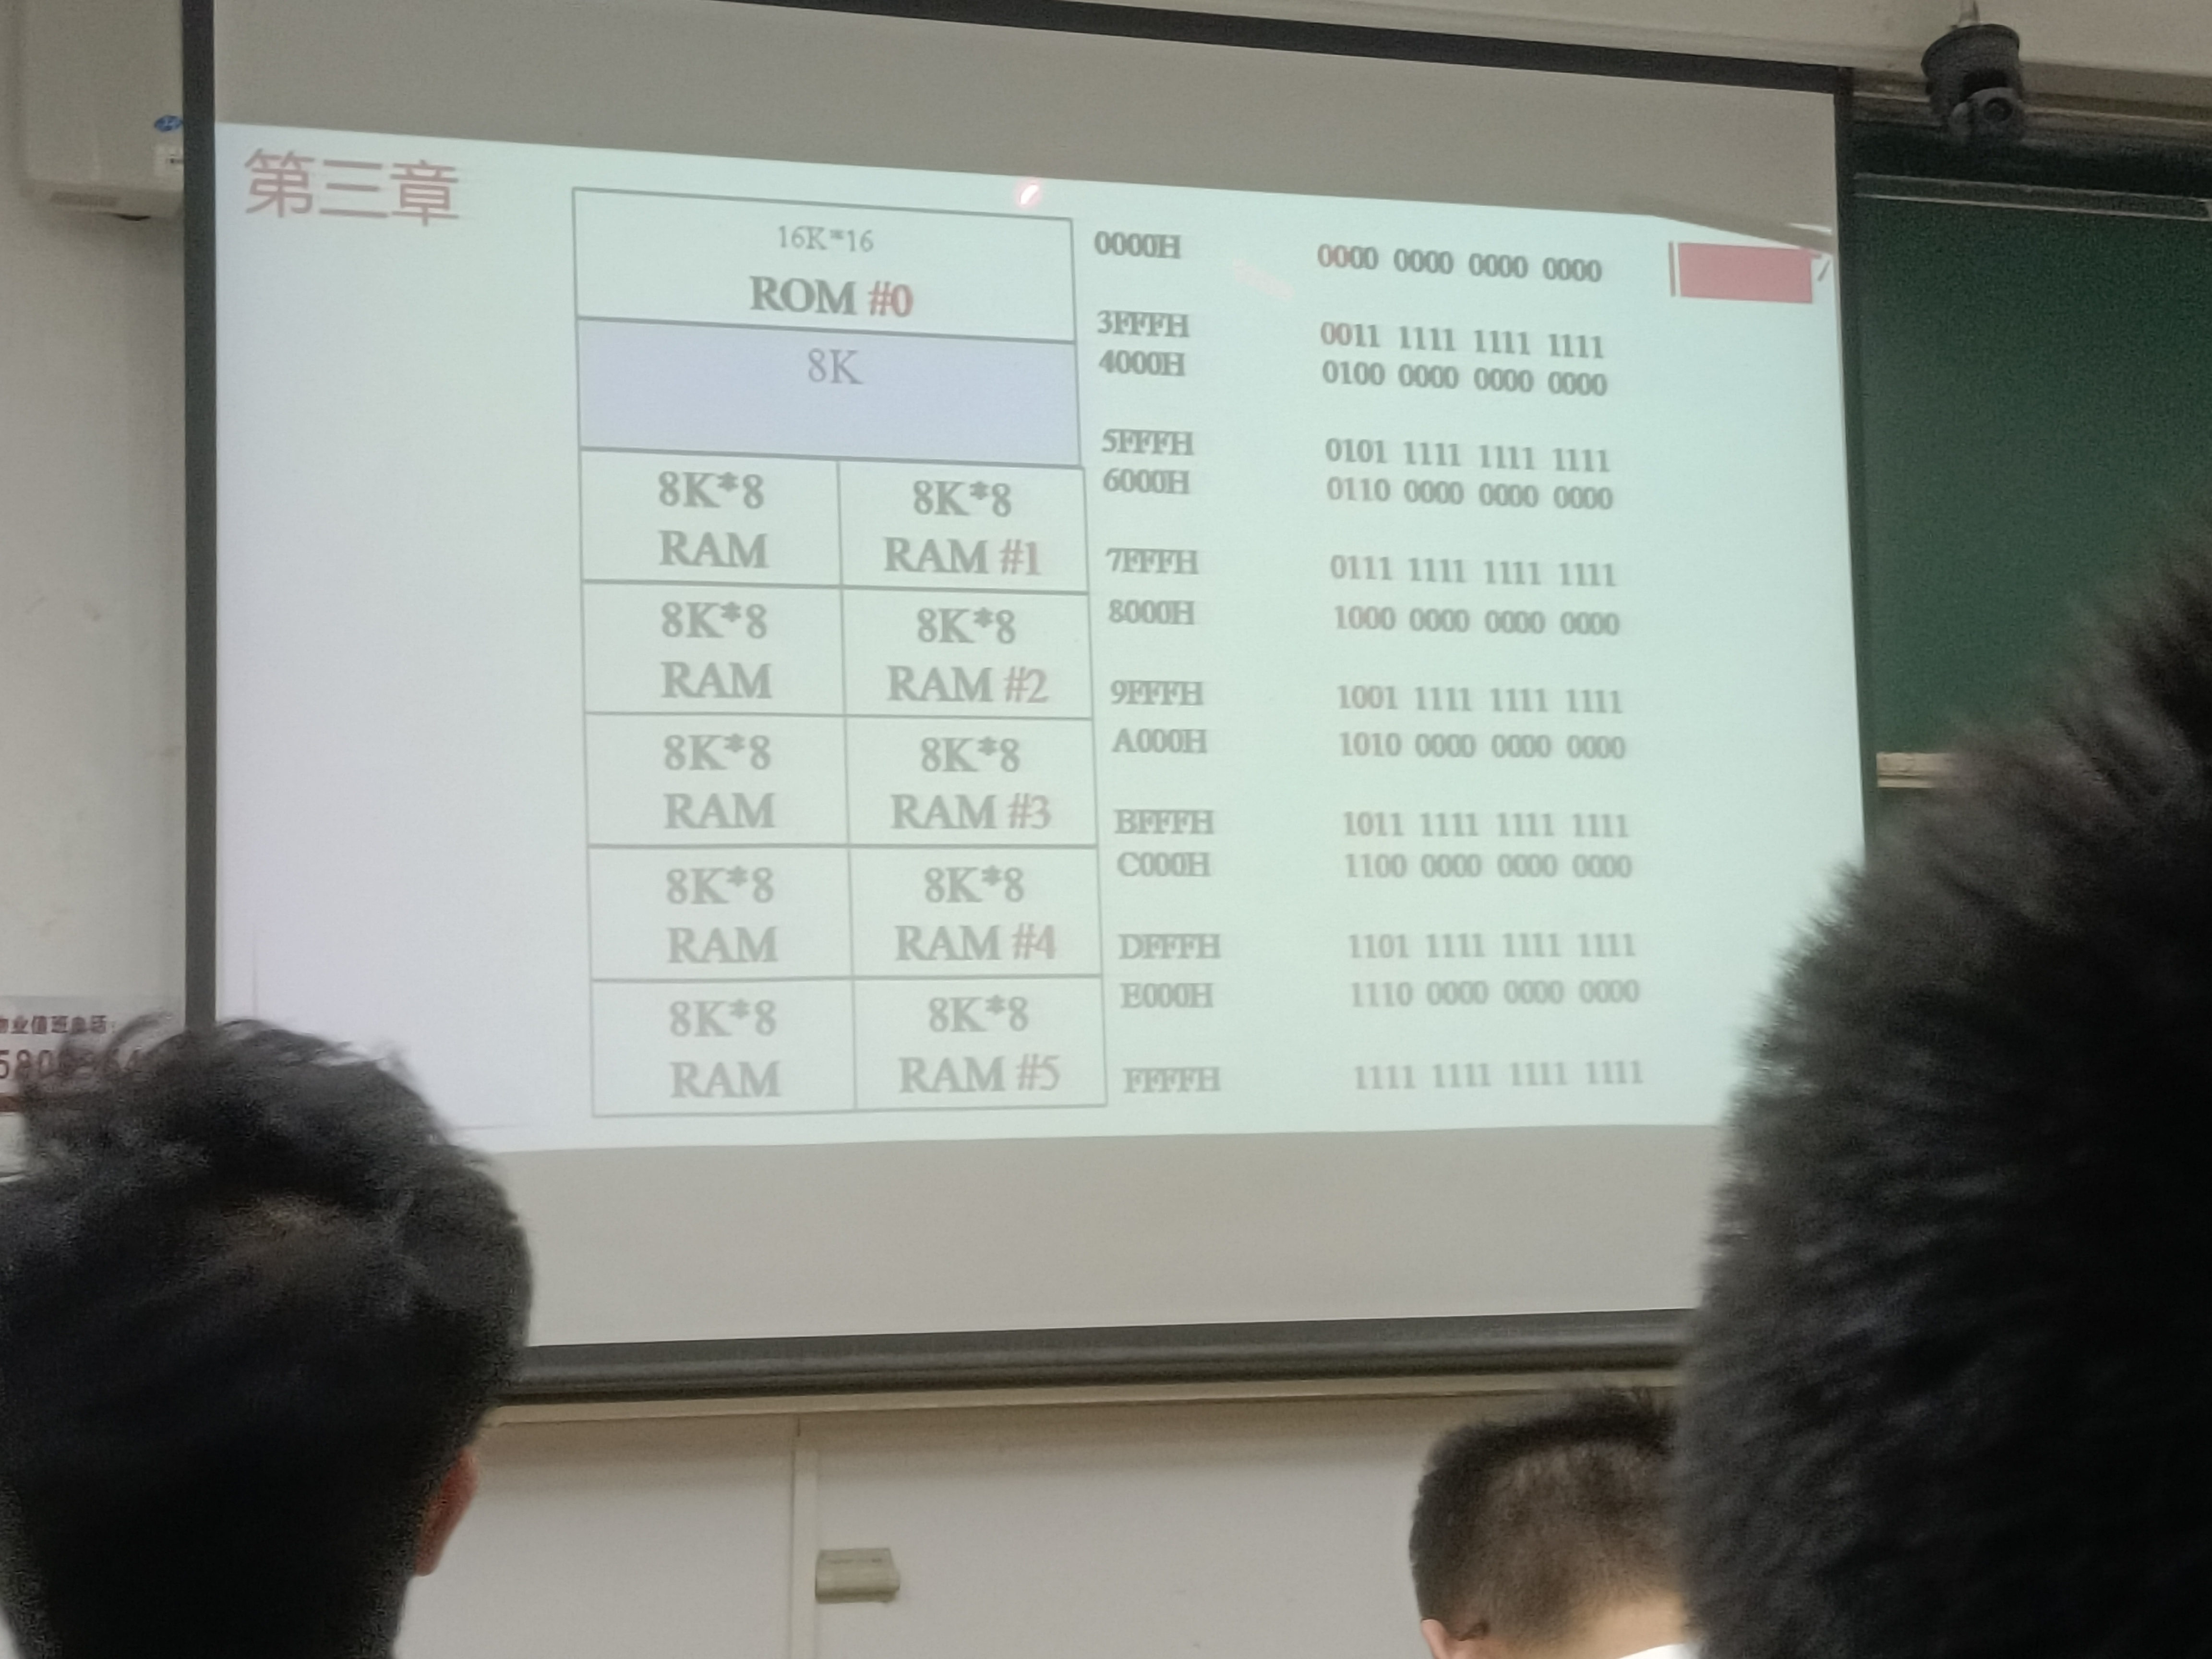 第三章
16K*16
ROM #0
0000H 0000 0000 0000 0000
3FFFH 0011 1111 1111 1111
8K
4000H 0100 0000 0000 0000
5FFFH 0101 1111 1111 1111
8K*8 8K*8
6000H 0110 0000 0000 0000
RAM RAM #1
7FFFH 0111 1111 1111 1111
8K*8 8K*8
8000H 1000 0000 0000 0000
RAM RAM #2
9FFFH 1001 1111 1111 1111
8K*8 8K*8
A000H 1010 0000 0000 0000
RAM RAM #3
BFFFH 1011 1111 1111 1111
8K*8 8K*8
C000H 1100 0000 0000 0000
RAM RAM #4
DFFFH 1101 1111 1111 1111
8K*8 8K*8
E000H 1110 0000 0000 0000
RAM RAM #5
FFFFH 1111 1111 1111 1111
业值班电话: